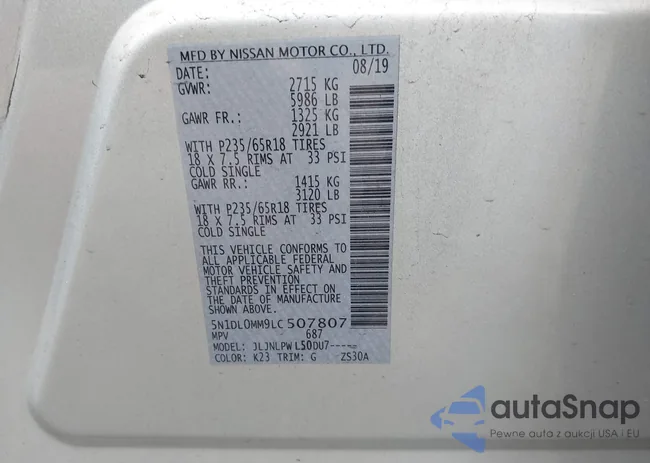 MFD BY NISSAN MOTOR CO., LTD.
DATE: 08/19
GVWR: 2715 KG
5986 LB
GAWR FR.: 1325 KG
2921 LB
WITH P235/65R18 TIRES
18 X 7.5 RIMS AT 33 PSI
COLD SINGLE
GAWR RR.: 1415 KG
3120 LB
WITH P235/65R18 TIRES
18 X 7.5 RIMS AT 33 PSI
COLD SINGLE
THIS VEHICLE CONFORMS TO
ALL APPLICABLE FEDERAL
MOTOR VEHICLE SAFETY AND
THEFT PREVENTION
STANDARDS IN EFFECT ON
THE DATE OF MANUFACTURE
SHOWN ABOVE.
5N1DL0MM9LC507807
MPV 687
MODEL: JLJNLPW L50DU7-----
COLOR: K23 TRIM: G ZS30A
autaSnap
Pewne auta z aukcji USA i EU